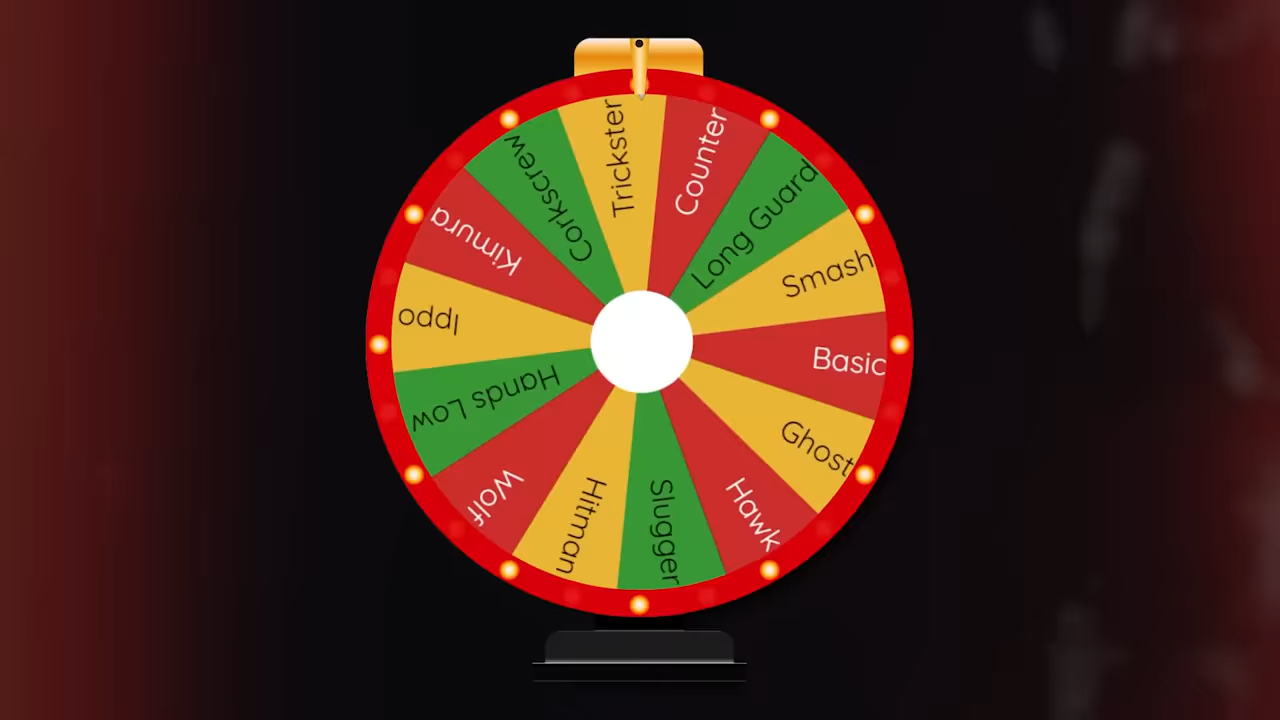 Trickster
Counter
Long Guard
Smash
Basic
Ghost
Hawk
Slugger
Hitman
Wolf
Hands Low
Ippo
Kimura
Corkscrew